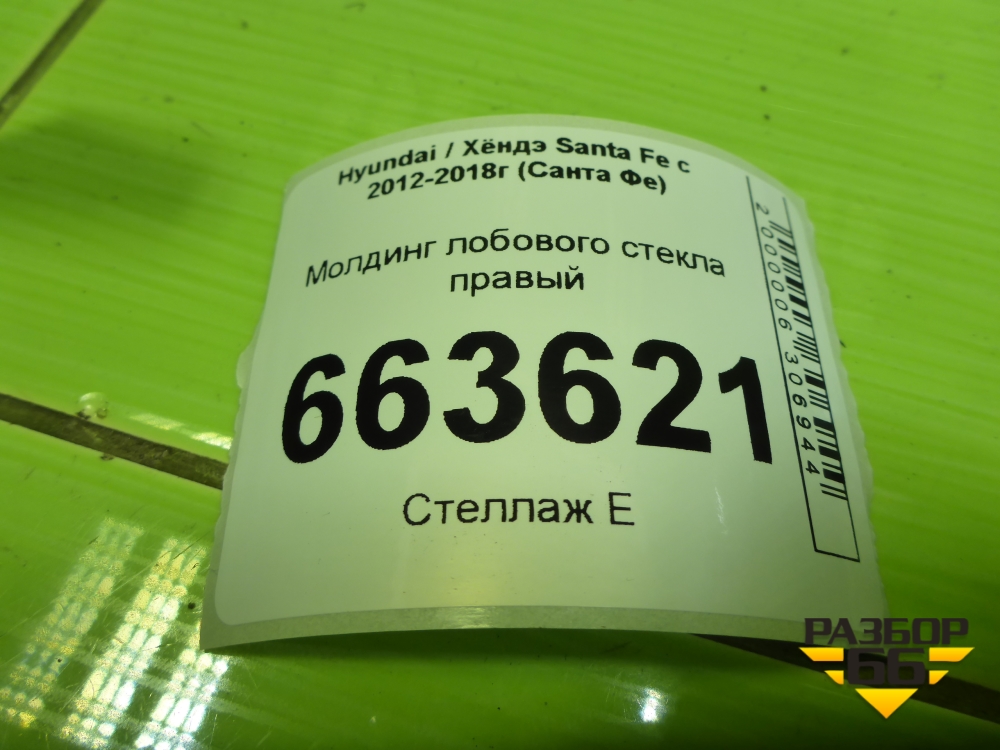 Hyundai / Хёндэ Santa Fe с
2012-2018г (Санта Фе)
Молдинг лобового стекла
правый
663621
Стеллаж Е
2000006306944
РАЗБОР
66